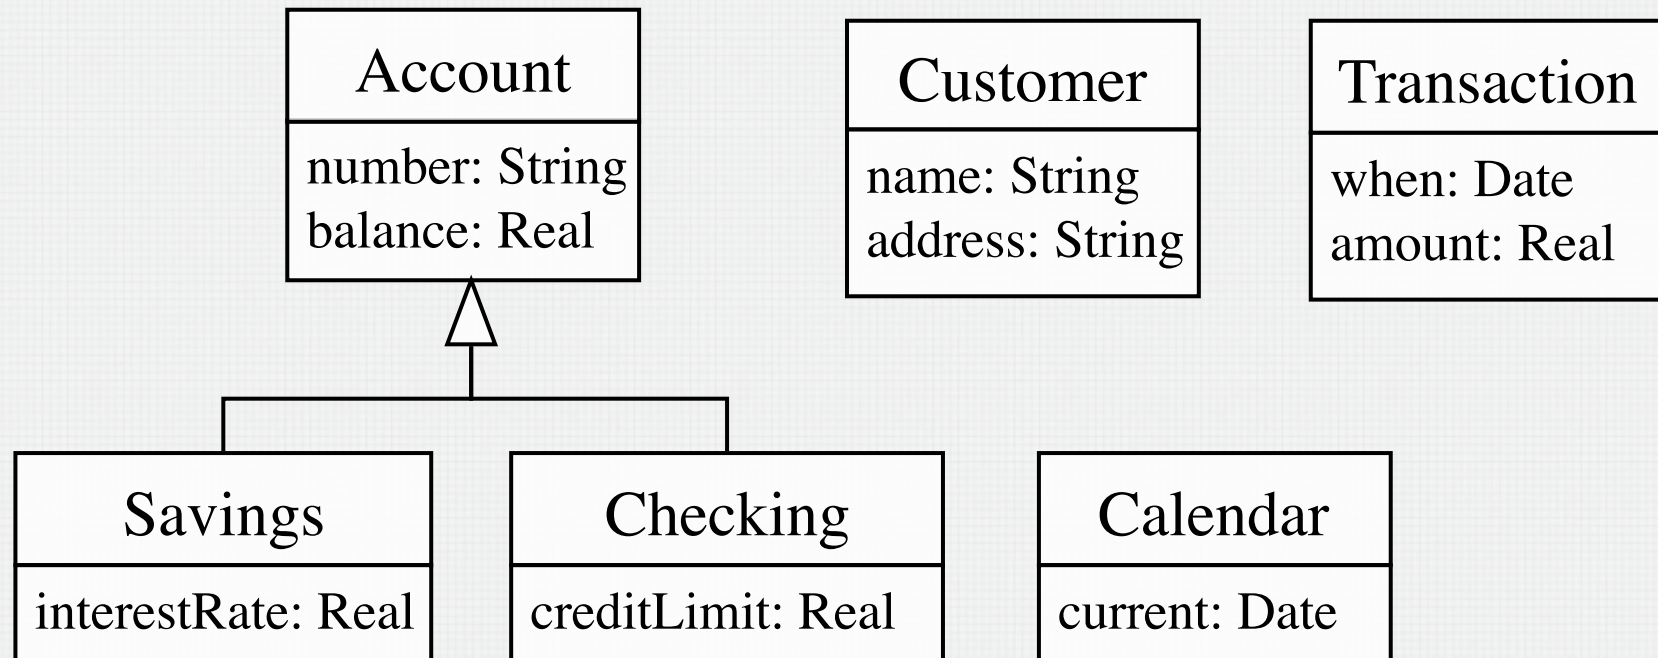 Account
number: String
balance: Real
Customer
name: String
address: String
Transaction
when: Date
amount: Real
Savings
interestRate: Real
Checking
creditLimit: Real
Calendar
current: Date